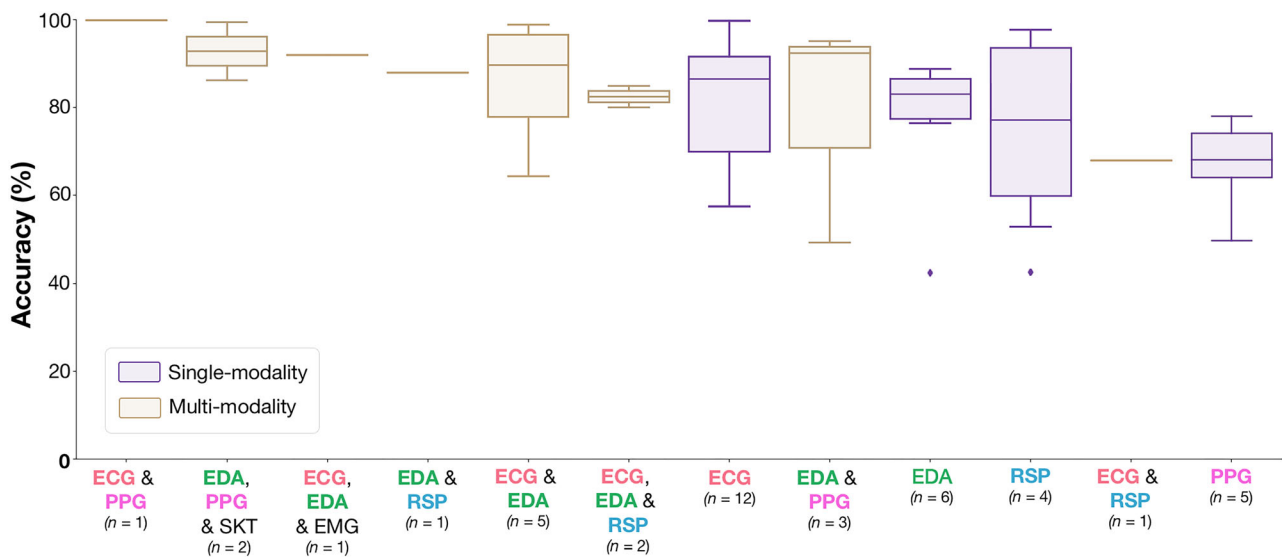 Accuracy (%)
100
80
60
40
20
0
Single-modality
Multi-modality
ECG &
PPG
(n = 1)
EDA,
PPG
& SKT
(n = 2)
ECG,
EDA
& EMG
(n = 1)
EDA &
RSP
(n = 1)
ECG &
EDA
(n = 5)
ECG,
EDA &
RSP
(n = 2)
ECG
(n = 12)
EDA &
PPG
(n = 3)
EDA
(n = 6)
RSP
(n = 4)
ECG &
RSP
(n = 1)
PPG
(n = 5)